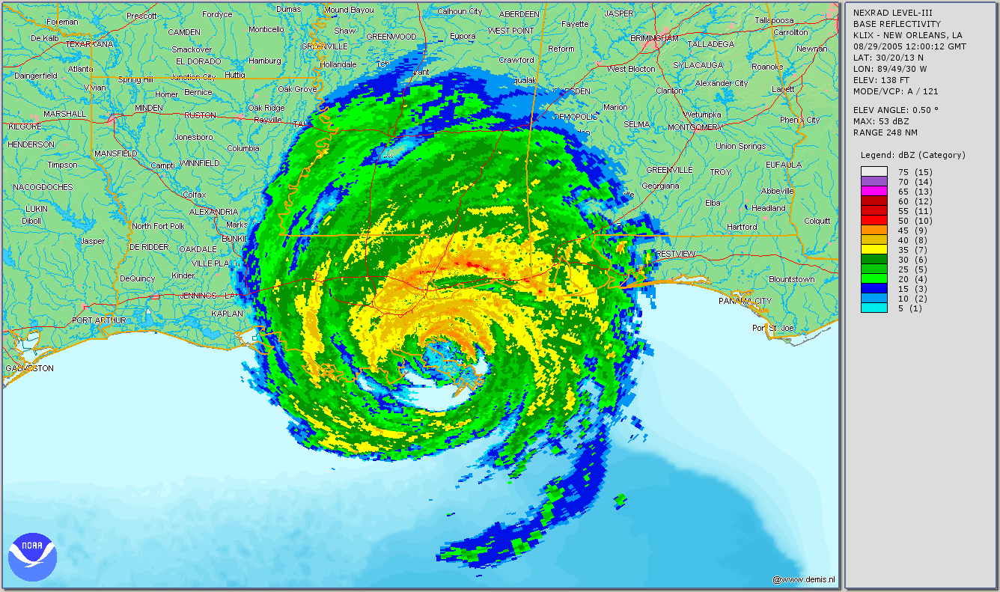 Dumas
Mound Bayou
Calhoun City
ABERDEEN
JASPER
Prescott
Fordyce
Foreman
Tallapoosa
Fayette
CAMDEN
Monticello
Shaw
GREENWOOD
Eupora
WEST POINT
BRIMINGHAM
Carrollton
De Kalb
TEXARKANA
GREENVILLE
Reform
TALLADEGA
Newnan
Smackover
EL DORADO
Hamburg
Hollandale
Crawford
SYLACAUGA
Roanoke
Atlanta
West Blocton
Daingerfield
Spring Hill
Junction City
Huttig
Alexander City
Vivian
Bernice
Oak Grove
Clanton
Lanett
Homer
MINDEN
Oak Ridge
Marion
MARSHALL
RUSTON
Rayville
DEMOPOLIS
SELMA
Wetumpka
Phenix City
KILGORE
MONTGOMERY
HENDERSON
Jonesboro
Columbia
Union Springs
MANSFIELD
Timpson
Campti
WINNFIELD
EUFAULA
GREENVILLE
TROY
NACOGDOCHES
Colfax
Georgiana
Abbeville
LUKIN
Diboll
ALEXANDRIA
Elba
Headland
Colquitt
North Fort Polk
Hartford
Jasper
DE RIDDER
OAKDALE
VILLE PLAT
DeQuincy
Kinder
Blountstown
JENNINGS
LA
PANAMA CITY
KAPLAN
PORT ARTHUR
Port St. Joe
GALVESTON
NOAA
@www.demis.nl
NEXRAD LEVEL-III
BASE REFLECTIVITY
KLIX - NEW ORLEANS, LA
08/29/2005 12:00:12 GMT
LAT: 30/20/13 N
LON: 89/49/30 W
ELEV: 138 FT
MODE/VCP: A / 121
ELEV ANGLE: 0.50 °
MAX: 53 dBZ
RANGE 248 NM
Legend: dBZ (Category)
75 (15)
70 (14)
65 (13)
60 (12)
55 (11)
50 (10)
45 (9)
40 (8)
35 (7)
30 (6)
25 (5)
20 (4)
15 (3)
10 (2)
5 (1)